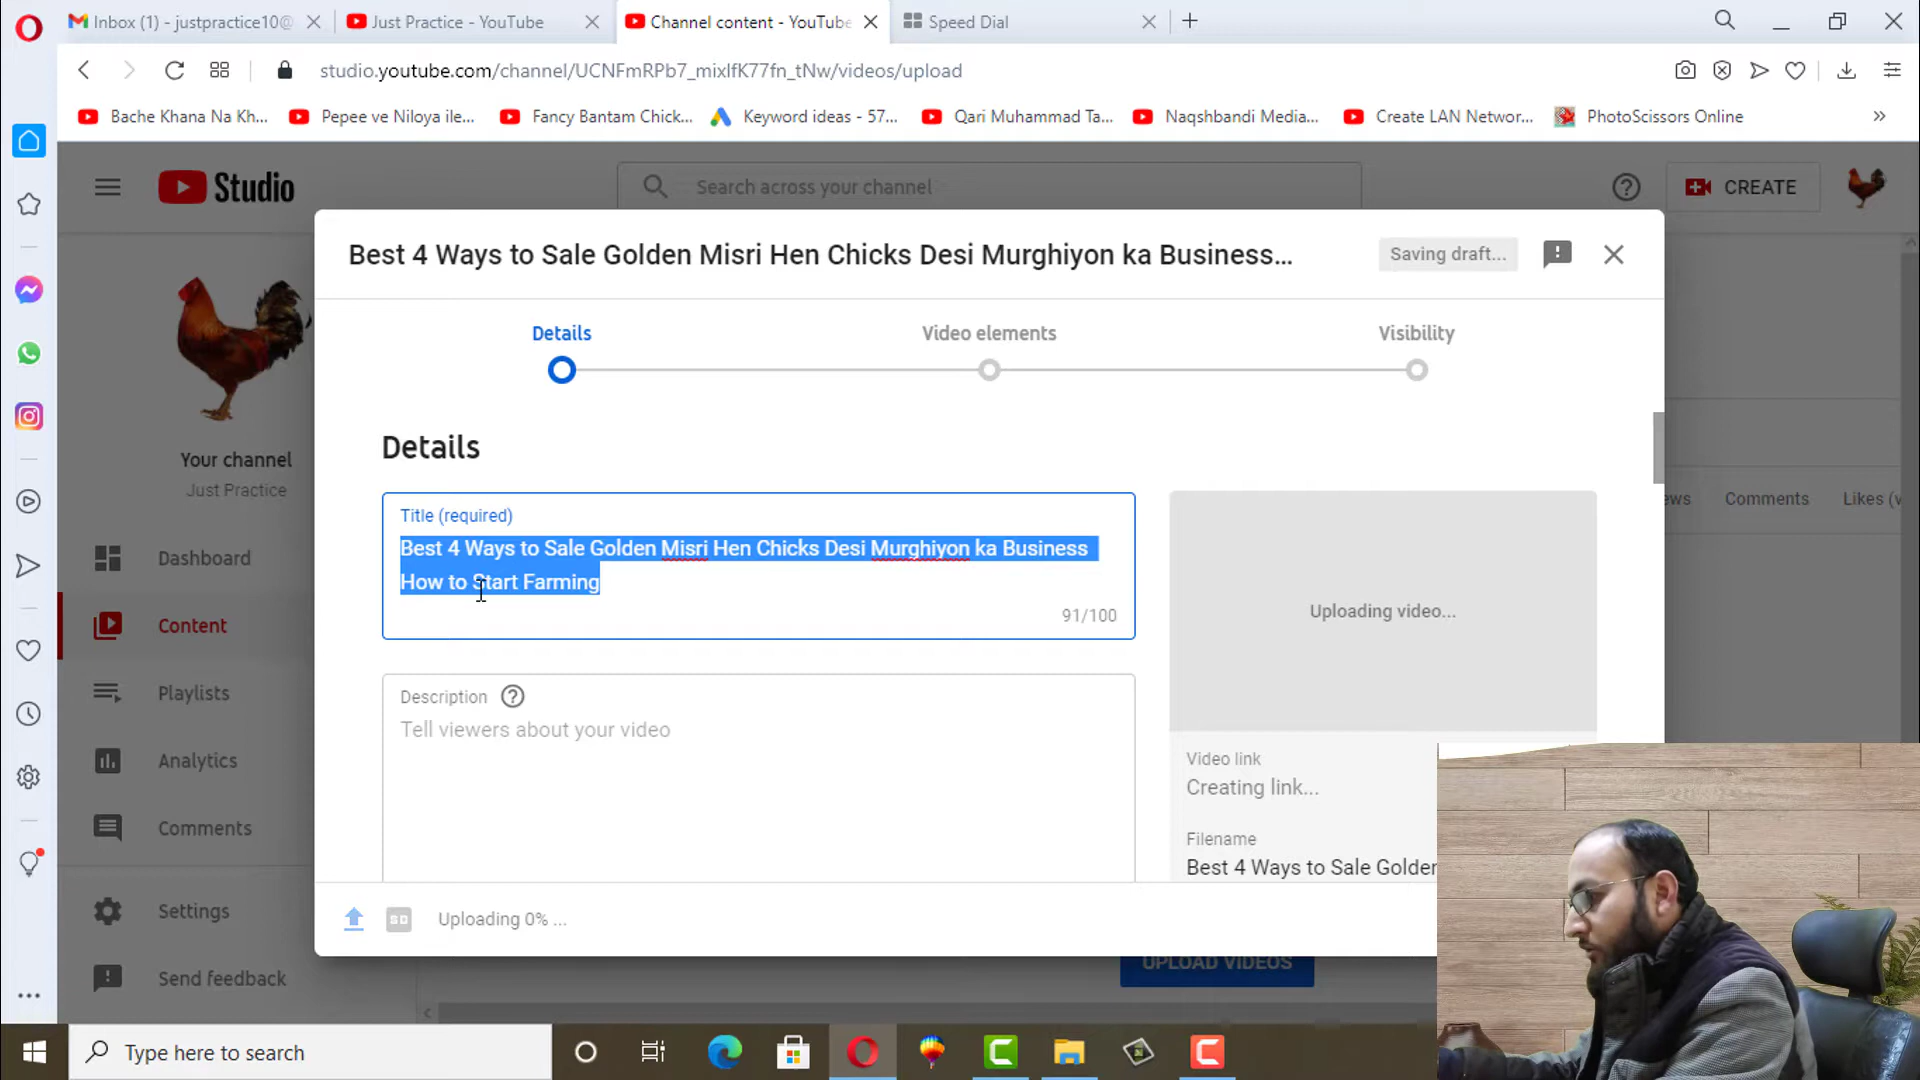 Inbox (1) - justpractice10@
Just Practice - YouTube
Channel content - YouTube
Speed Dial
studio.youtube.com/channel/UCNFmRPb7_mixlfK77fn_tNw/videos/upload
Bache Khana Na Kh...
Pepee ve Niloya ile...
Fancy Bantam Chick...
Keyword ideas - 57...
Qari Muhammad Ta...
Naqshbandi Media...
Create LAN Networ...
PhotoScissors Online
Studio
Search across your channel
CREATE
Best 4 Ways to Sale Golden Misri Hen Chicks Desi Murghiyon ka Business...
Saving draft...
Details
Video elements
Visibility
Details
Your channel
Just Practice
Dashboard
Content
Playlists
Analytics
Comments
Settings
Send feedback
Title (required)
Best 4 Ways to Sale Golden Misri Hen Chicks Desi Murghiyon ka Business
How to Start Farming
91/100
Description
Tell viewers about your video
Uploading video...
Video link
Creating link...
Filename
Best 4 Ways to Sale Golden
Comments
Likes (v
SD
Uploading 0% ...
UPLOAD VIDEOS
Type here to search